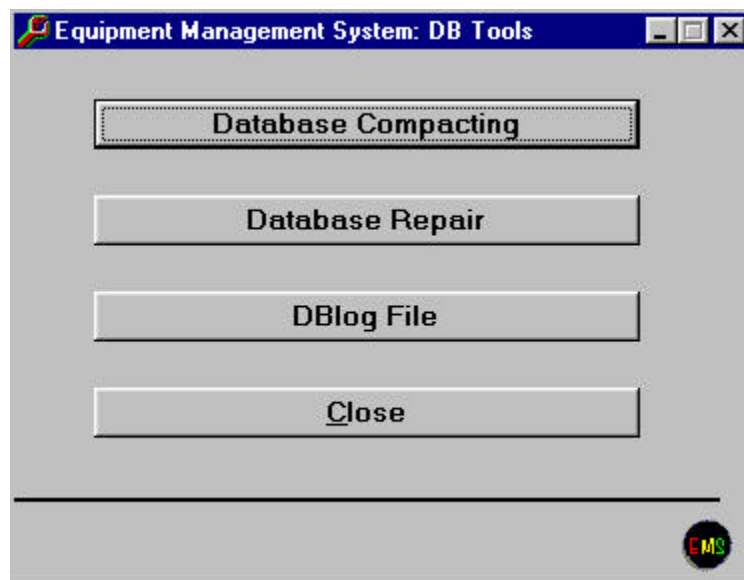 Equipment Management System: DB Tools
Database Compacting
Database Repair
DBlog File
Close
EMS